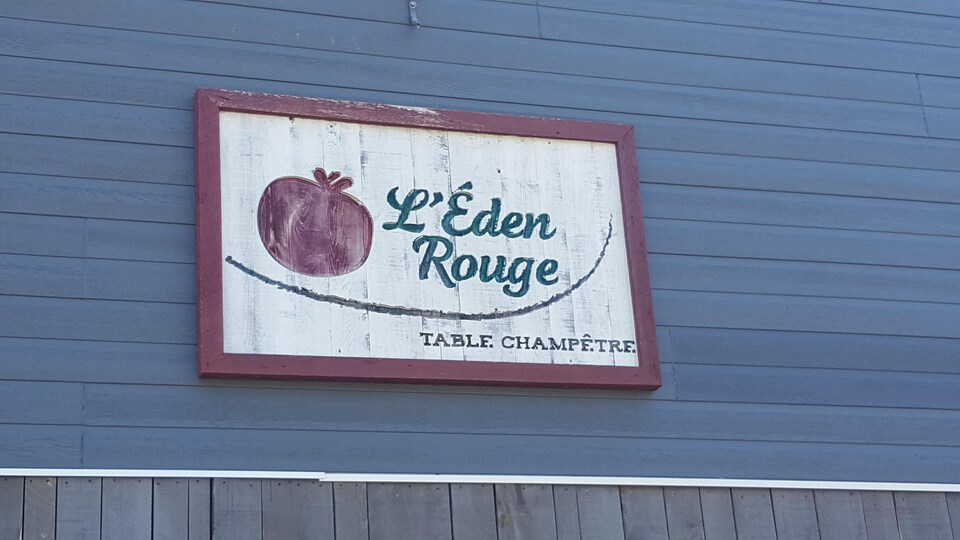 L'Éden
Rouge
TABLE CHAMPÊTRE